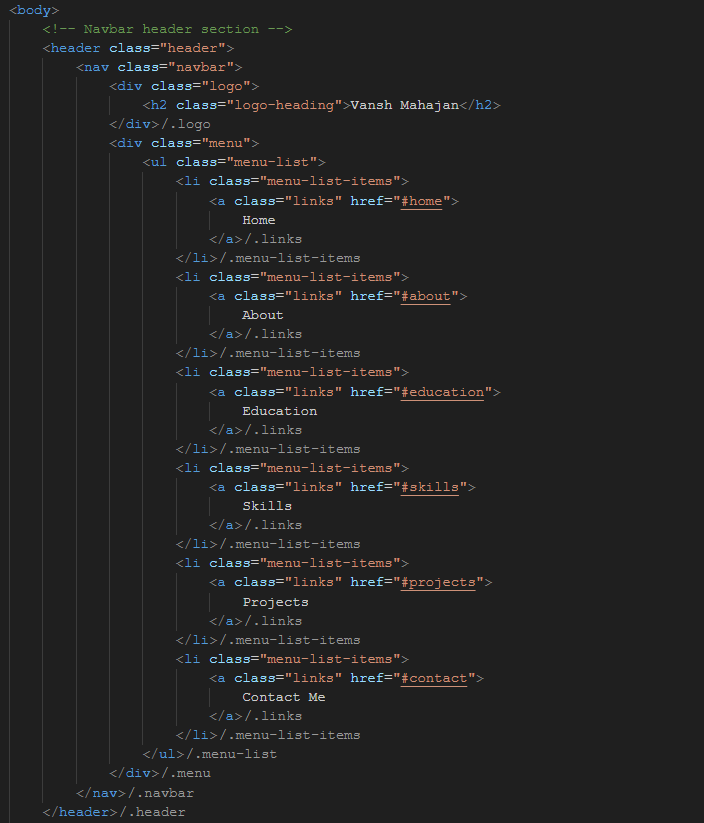 <body>
    <!-- Navbar header section -->
    <header class="header">
        <nav class="navbar">
            <div class="logo">
                <h2 class="logo-heading">Vansh Mahajan</h2>
            </div>/.logo
            <div class="menu">
                <ul class="menu-list">
                    <li class="menu-list-items">
                        <a class="links" href="#home">
                            Home
                        </a>/.links
                    </li>/.menu-list-items
                    <li class="menu-list-items">
                        <a class="links" href="#about">
                            About
                        </a>/.links
                    </li>/.menu-list-items
                    <li class="menu-list-items">
                        <a class="links" href="#education">
                            Education
                        </a>/.links
                    </li>/.menu-list-items
                    <li class="menu-list-items">
                        <a class="links" href="#skills">
                            Skills
                        </a>/.links
                    </li>/.menu-list-items
                    <li class="menu-list-items">
                        <a class="links" href="#projects">
                            Projects
                        </a>/.links
                    </li>/.menu-list-items
                    <li class="menu-list-items">
                        <a class="links" href="#contact">
                            Contact Me
                        </a>/.links
                    </li>/.menu-list-items
                </ul>/.menu-list
            </div>/.menu
        </nav>/.navbar
    </header>/.header